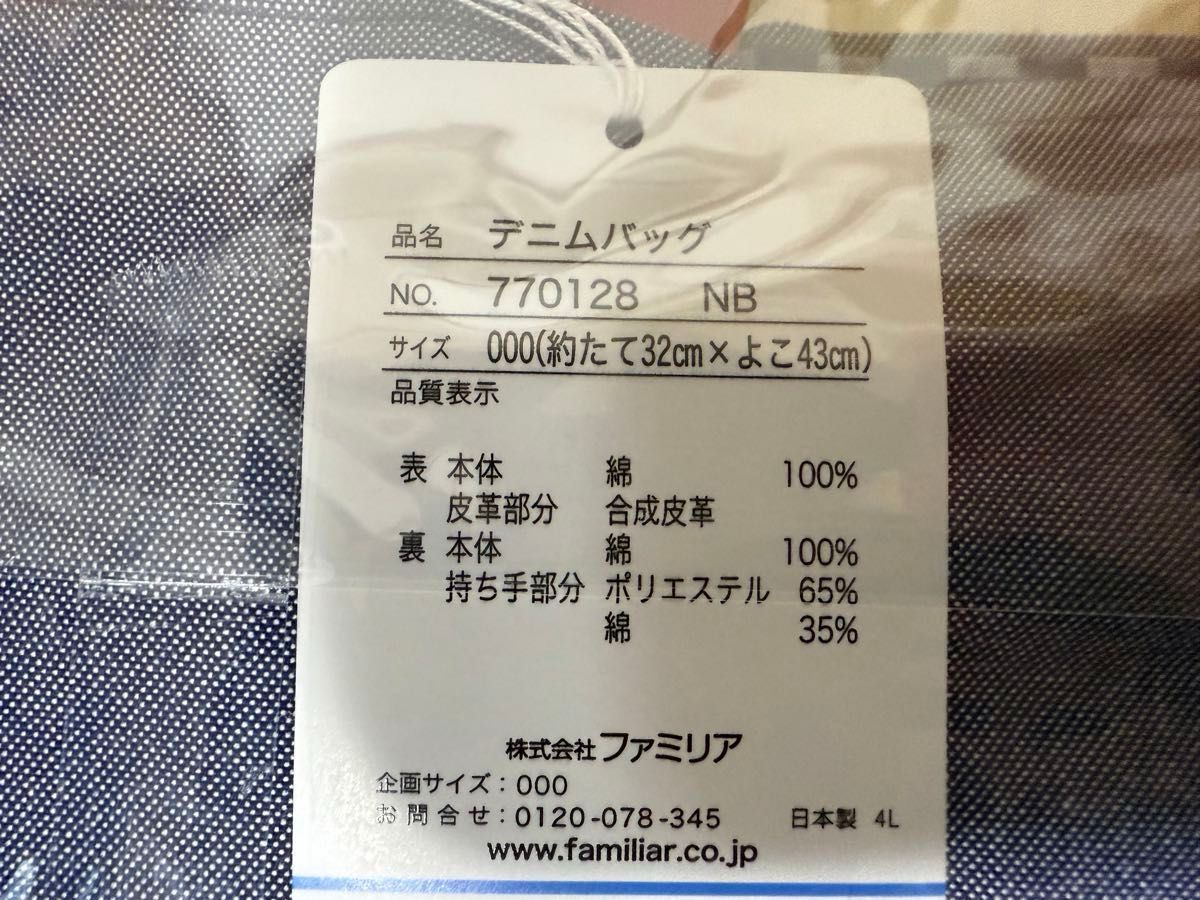 品名 デニムバッグ
NO. 770128 NB
サイズ 000(約たて32cm×よこ43cm)
品質表示
表 本体 綿 100%
皮革部分 合成皮革
裏 本体 綿 100%
持ち手部分 ポリエステル 65%
綿 35%
株式会社ファミリア
企画サイズ：000
お問合せ：0120-078-345 日本製 4L
www.familiar.co.jp